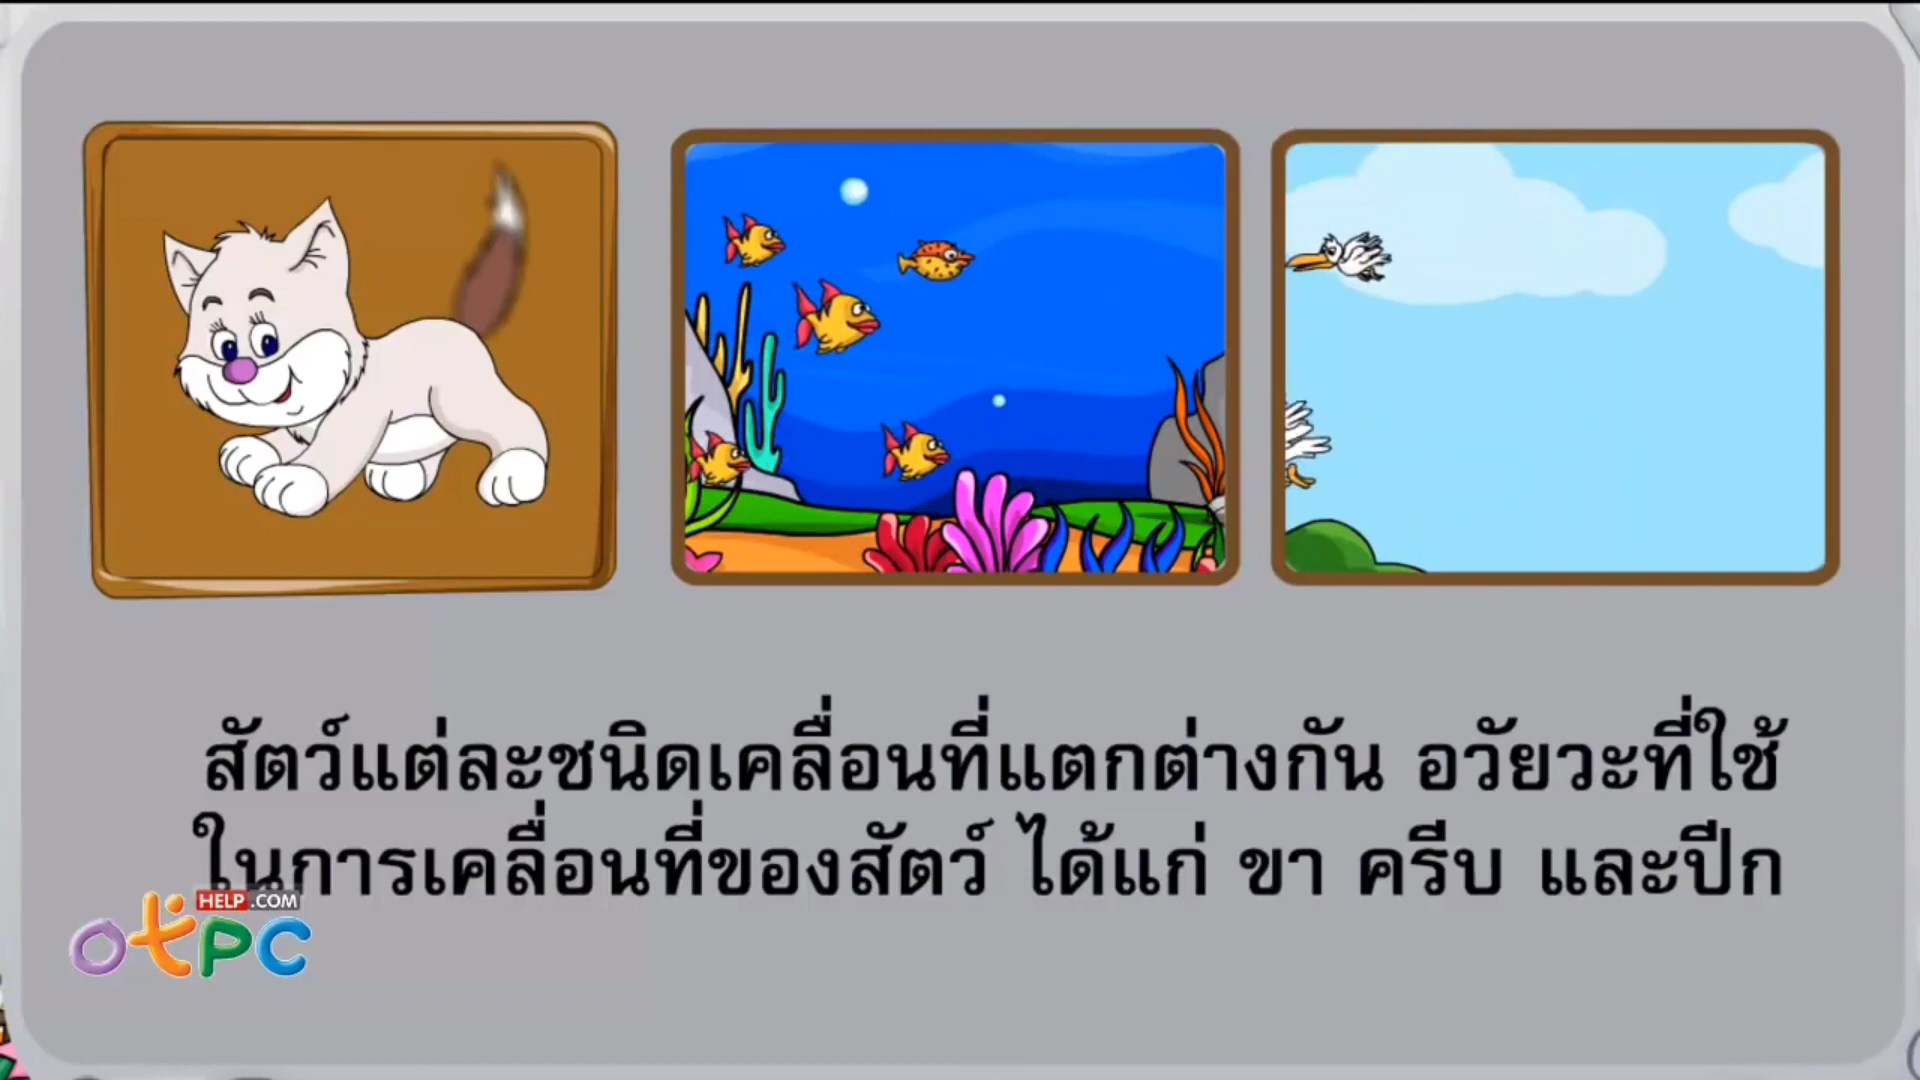 สัตว์แต่ละชนิดเคลื่อนที่แตกต่างกัน อวัยวะที่ใช้
ในการเคลื่อนที่ของสัตว์ ได้แก่ ขา ครีบ และปีก
HELP.COM
OTPC